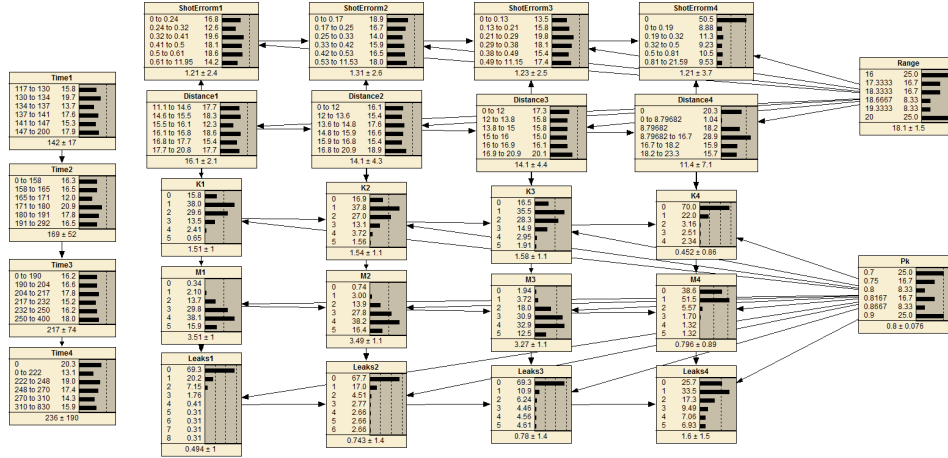 ShotErrorm1
0 to 0.24 16.8
0.24 to 0.32 12.6
0.32 to 0.41 19.6
0.41 to 0.5 18.1
0.5 to 0.61 18.6
0.61 to 11.95 14.2
1.21 ± 2.4
ShotErrorm2
0 to 0.17 18.9
0.17 to 0.25 16.7
0.25 to 0.33 14.0
0.33 to 0.42 15.9
0.42 to 0.53 16.5
0.53 to 11.53 18.0
1.31 ± 2.6
ShotErrorm3
0 to 0.13 13.5
0.13 to 0.21 15.8
0.21 to 0.29 19.8
0.29 to 0.38 18.1
0.38 to 0.49 15.4
0.49 to 11.15 17.4
1.23 ± 2.5
ShotErrorm4
0 50.5
0 to 0.19 8.88
0.19 to 0.32 11.3
0.32 to 0.5 9.23
0.5 to 0.81 10.5
0.81 to 21.59 9.53
1.21 ± 3.7
Range
16 25.0
17.3333 16.7
18.3333 16.7
18.6667 8.33
19.3333 8.33
20 25.0
18.1 ± 1.5
Time1
117 to 130 15.8
130 to 134 19.7
134 to 137 13.7
137 to 141 17.6
141 to 147 15.3
147 to 200 17.9
142 ± 17
Distance1
11.1 to 14.6 17.7
14.6 to 15.5 18.3
15.5 to 16.1 12.3
16.1 to 16.8 18.6
16.8 to 17.7 15.4
17.7 to 20.8 17.7
16.1 ± 2.1
Distance2
0 to 12 16.1
12 to 13.6 15.4
13.6 to 14.8 17.6
14.8 to 15.9 16.6
15.9 to 16.8 15.4
16.8 to 20.9 18.9
14.1 ± 4.3
Distance3
0 to 12 17.3
12 to 13.8 15.8
13.8 to 15 15.8
15 to 16 15.0
16 to 16.9 16.1
16.9 to 20.9 20.1
14.1 ± 4.4
Distance4
0 20.3
0 to 8.79682 1.04
8.79682 18.2
8.79682 to 16.7 28.9
16.7 to 18.2 15.9
18.2 to 23.3 15.7
11.4 ± 7.1
Time2
0 to 158 16.3
158 to 165 16.5
165 to 171 12.0
171 to 180 20.9
180 to 191 17.8
191 to 292 16.5
169 ± 52
K1
0 15.8
1 38.0
2 29.6
3 13.5
4 2.41
5 0.65
1.51 ± 1
K2
0 16.9
1 37.8
2 27.0
3 13.1
4 3.72
5 1.56
1.54 ± 1.1
K3
0 16.5
1 35.5
2 28.3
3 14.9
4 2.95
5 1.91
1.58 ± 1.1
K4
0 70.0
1 22.0
2 3.16
3 2.51
4 2.34
0.452 ± 0.86
Time3
0 to 190 16.2
190 to 204 16.6
204 to 217 17.8
217 to 232 15.2
232 to 250 16.2
250 to 400 18.0
217 ± 74
M1
0 0.34
1 2.10
2 13.7
3 29.8
4 38.1
5 15.9
3.51 ± 1
M2
0 0.74
1 3.00
2 13.9
3 27.8
4 38.2
5 16.4
3.49 ± 1.1
M3
0 1.94
1 3.72
2 18.0
3 30.9
4 32.9
5 12.5
3.27 ± 1.1
M4
0 38.6
1 51.5
2 5.57
3 1.70
4 1.32
5 1.32
0.796 ± 0.89
Pk
0.7 25.0
0.75 16.7
0.8 8.33
0.8167 16.7
0.8667 8.33
0.9 25.0
0.8 ± 0.076
Time4
0 20.3
0 to 222 13.1
222 to 248 19.0
248 to 270 17.4
270 to 310 14.3
310 to 830 15.9
236 ± 190
Leaks1
0 69.3
1 20.2
2 7.15
3 1.76
4 0.41
5 0.31
6 0.31
7 0.31
8 0.31
0.494 ± 1
Leaks2
0 67.7
1 17.0
2 4.51
3 2.77
4 2.66
5 2.66
6 2.66
0.743 ± 1.4
Leaks3
0 69.3
1 10.9
2 6.24
3 4.46
4 4.56
5 4.61
0.78 ± 1.4
Leaks4
0 25.7
1 33.5
2 17.3
3 9.49
4 7.06
5 6.93
1.6 ± 1.5